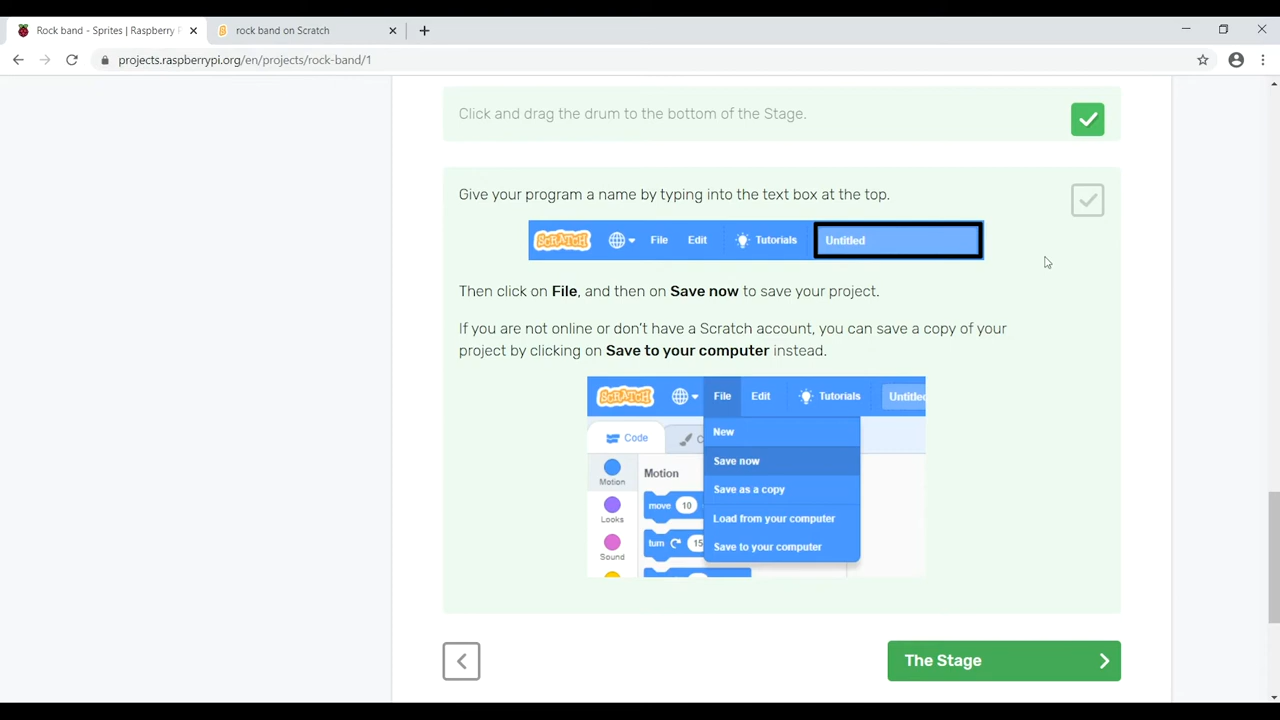 Rock band - Sprites | Raspberry
rock band on Scratch
projects.raspberrypi.org/en/projects/rock-band/1
Click and drag the drum to the bottom of the Stage.
Give your program a name by typing into the text box at the top.
SCRATCH File Edit Tutorials Untitled
Then click on File, and then on Save now to save your project.
If you are not online or don't have a Scratch account, you can save a copy of your
project by clicking on Save to your computer instead.
SCRATCH File Edit Tutorials Untitled
Code C
New
Motion
Save now
Motion
Save as a copy
move 10
Looks
Load from your computer
turn 15
Save to your computer
Sound
The Stage